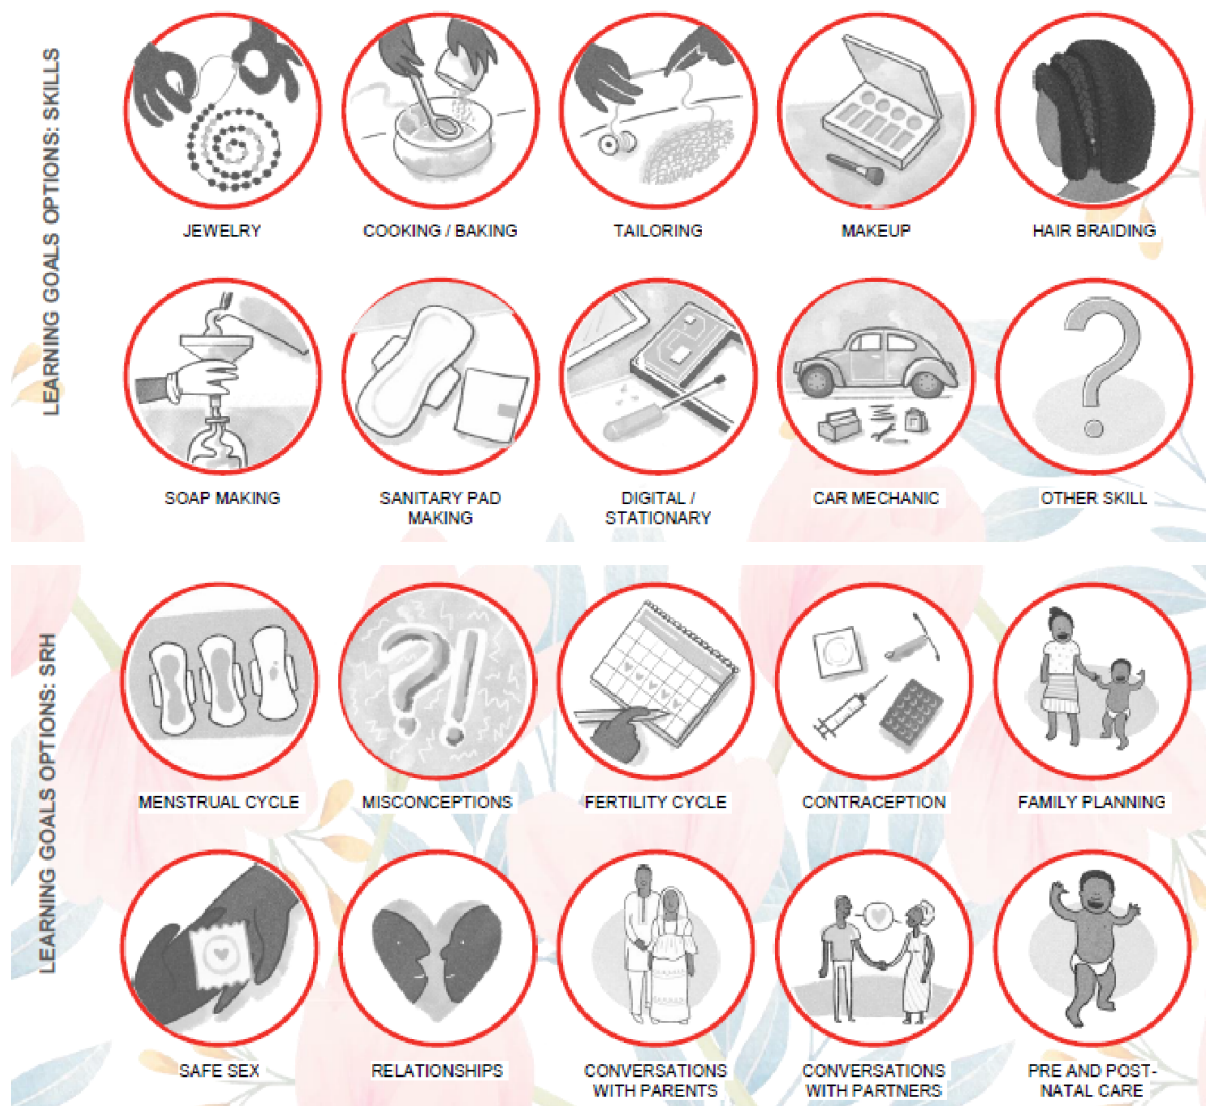 LEARNING GOALS OPTIONS: SKILLS
JEWELRY
COOKING / BAKING
TAILORING
MAKEUP
HAIR BRAIDING
SOAP MAKING
SANITARY PAD
MAKING
DIGITAL /
STATIONARY
CAR MECHANIC
OTHER SKILL
LEARNING GOALS OPTIONS: SRH
MENSTRUAL CYCLE
MISCONCEPTIONS
FERTILITY CYCLE
CONTRACEPTION
FAMILY PLANNING
SAFE SEX
RELATIONSHIPS
CONVERSATIONS
WITH PARENTS
CONVERSATIONS
WITH PARTNERS
PRE AND POST-
NATAL CARE